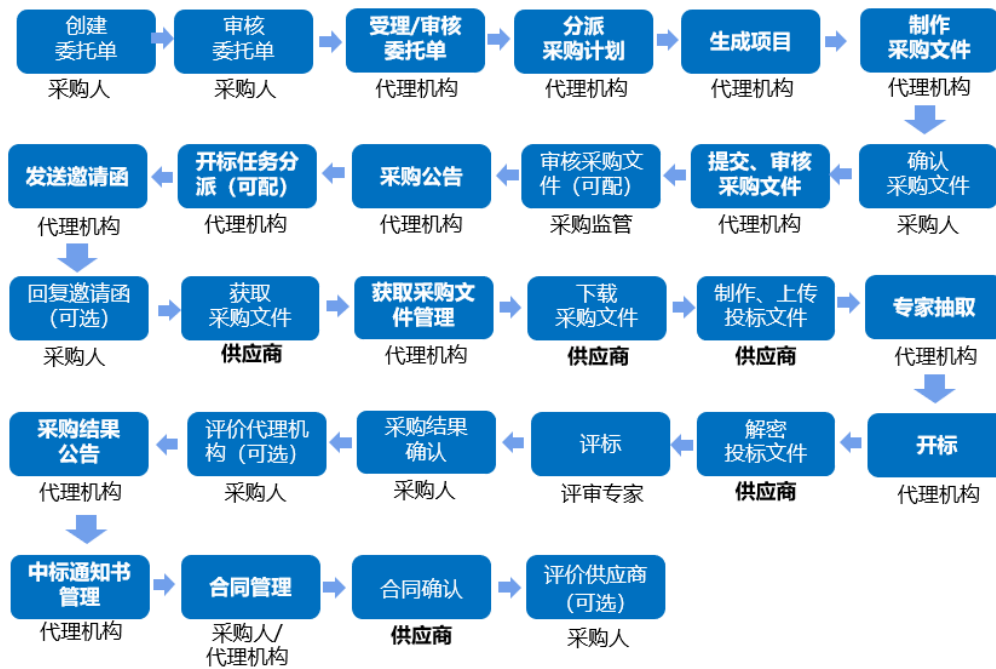 创建
委托单
采购人
审核
委托单
采购人
受理/审核
委托单
代理机构
分派
采购计划
代理机构
生成项目
代理机构
制作
采购文件
代理机构
确认
采购文件
采购人
提交、审核
采购文件
代理机构
审核采购文
件（可配）
采购监管
采购公告
代理机构
开标任务分
派（可配）
代理机构
发送邀请函
代理机构
回复邀请函
（可选）
采购人
获取
采购文件
供应商
获取采购文
件管理
代理机构
下载
采购文件
供应商
制作、上传
投标文件
供应商
专家抽取
代理机构
开标
代理机构
解密
投标文件
供应商
评标
评审专家
采购结果
确认
采购人
评价代理机
构（可选）
采购人
采购结果
公告
代理机构
中标通知书
管理
代理机构
合同管理
采购人/
代理机构
合同确认
供应商
评价供应商
（可选）
采购人